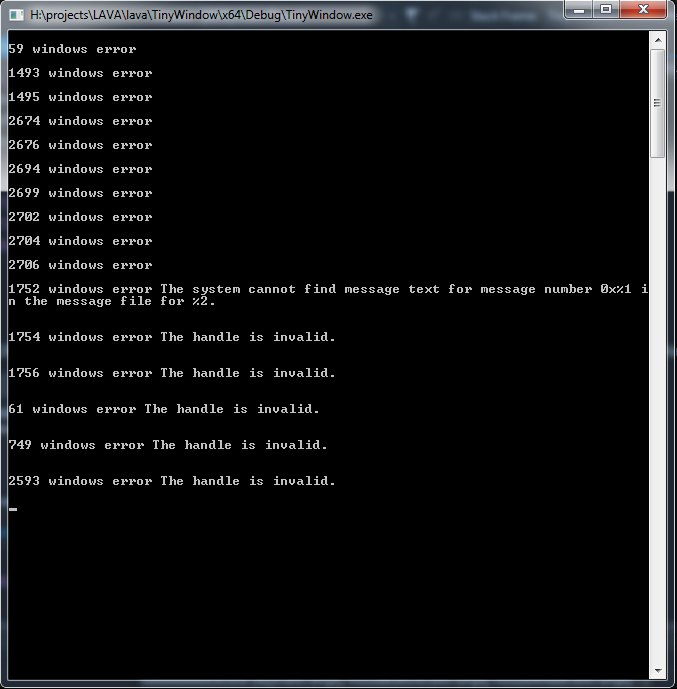 H:\projects\LAVA\lava\TinyWindow\x64\Debug\TinyWindow.exe
59 windows error
1493 windows error
1495 windows error
2674 windows error
2676 windows error
2694 windows error
2699 windows error
2702 windows error
2704 windows error
2706 windows error
1752 windows error The system cannot find message text for message number 0x%1 i
n the message file for %2.
1754 windows error The handle is invalid.
1756 windows error The handle is invalid.
61 windows error The handle is invalid.
749 windows error The handle is invalid.
2593 windows error The handle is invalid.